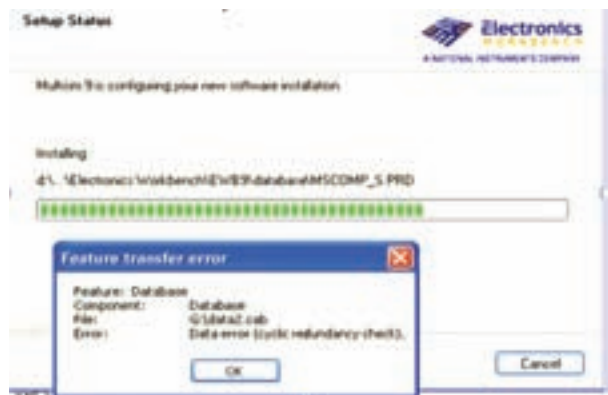 Setup Status
Electronics
WORKBENCH
A NATIONAL INSTRUMENTS COMPANY
Multisim 9 is configuring your new software installation.
Installing
d:\...\Electronics Workbench\EWB9\database\MSCOMP_S.PRD
Feature transfer error
Feature: Database
Component: Database
File: G:\data2.cab
Error: Data error (cyclic redundancy check).
OK
Cancel